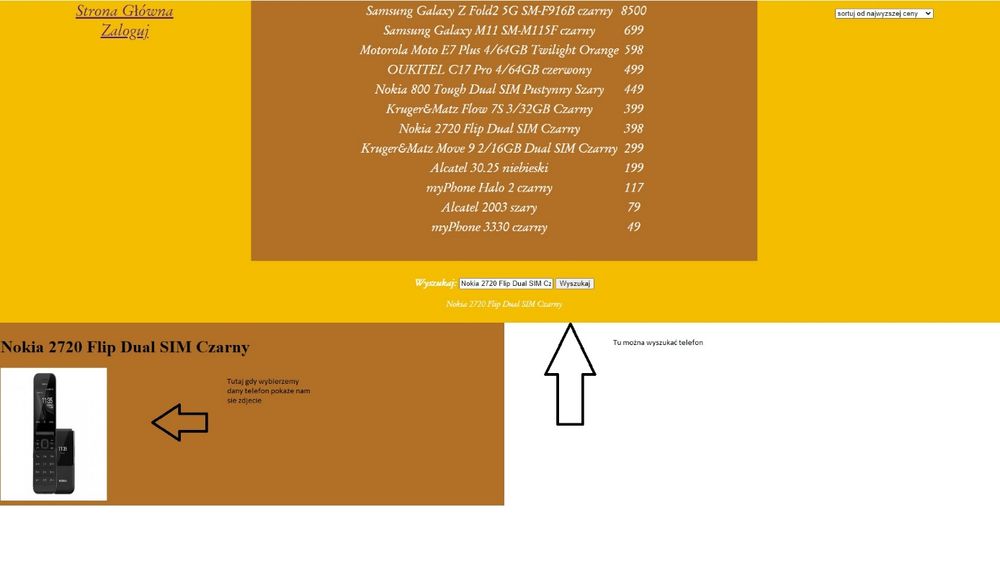 Strona Główna
Zaloguj
Samsung Galaxy Z Fold2 5G SM-F916B czarny 8500
Samsung Galaxy M11 SM-M115F czarny 699
Motorola Moto E7 Plus 4/64GB Twilight Orange 598
OUKITEL C17 Pro 4/64GB czerwony 499
Nokia 800 Tough Dual SIM Pustynny Szary 449
Kruger&Matz Flow 7S 3/32GB Czarny 399
Nokia 2720 Flip Dual SIM Czarny 398
Kruger&Matz Move 9 2/16GB Dual SIM Czarny 299
Alcatel 30.25 niebieski 199
myPhone Halo 2 czarny 117
Alcatel 2003 szary 79
myPhone 3330 czarny 49
sortuj od najwyzszej ceny
Wyszukaj: Nokia 2720 Flip Dual SIM Cz Wyszukaj
Nokia 2720 Flip Dual SIM Czarny
Nokia 2720 Flip Dual SIM Czarny
Tutaj gdy wybierzemy
dany telefon pokaże nam
sie zdjecie
Tu można wyszukać telefon
11:35
11:35
NOKIA